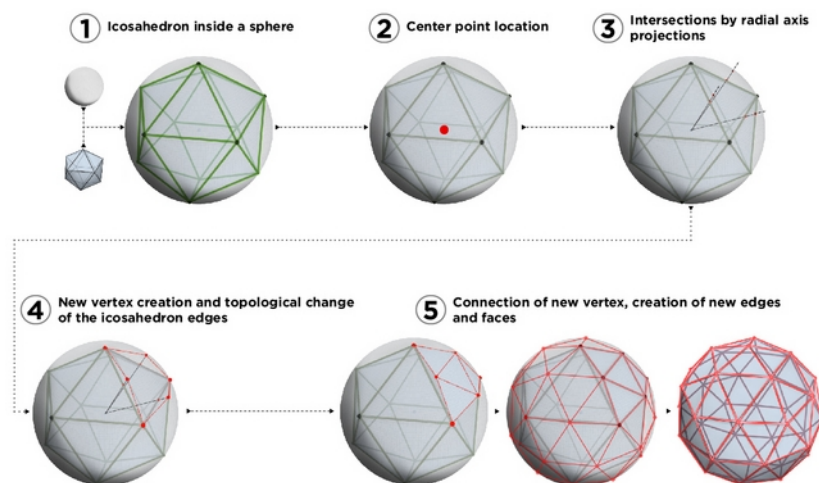 1 Icosahedron inside a sphere
2 Center point location
3 Intersections by radial axis
projections
4 New vertex creation and topological change
of the icosahedron edges
5 Connection of new vertex, creation of new edges
and faces